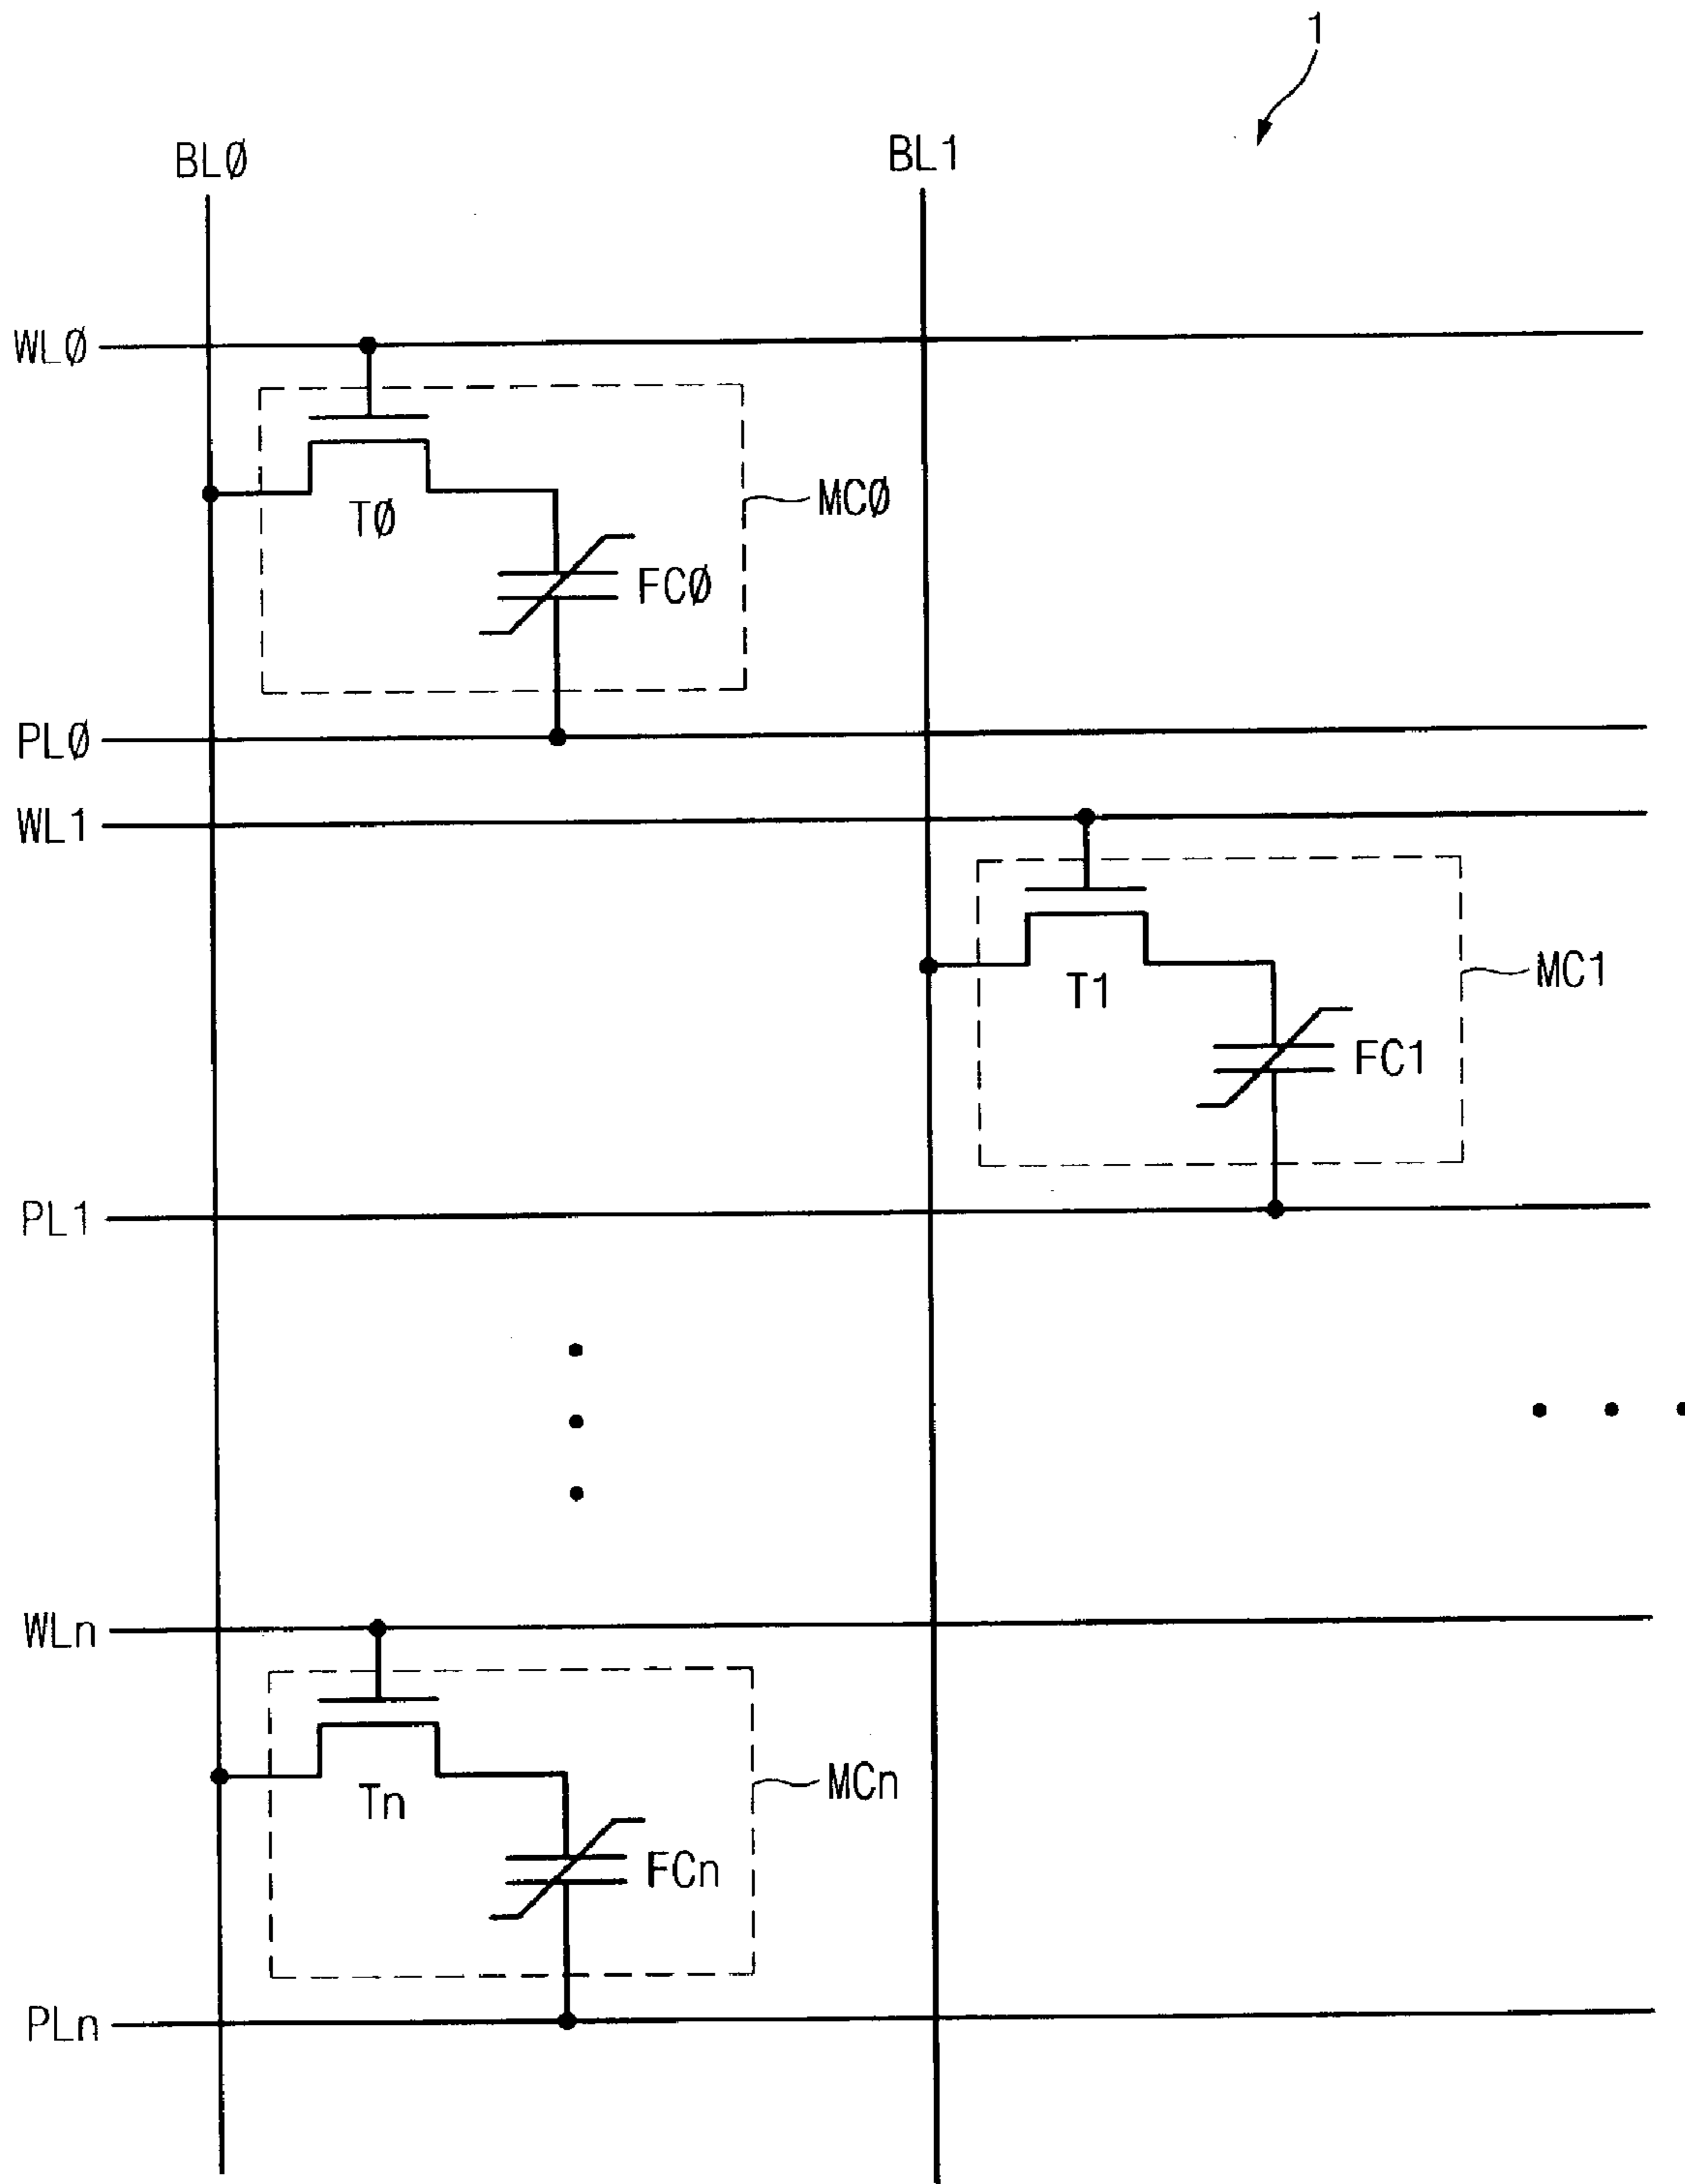 1
BLØ
BL1
WLØ
TØ
MCØ
FCØ
PLØ
WL1
T1
MC1
FC1
PL1
WLn
Tn
MCn
FCn
PLn